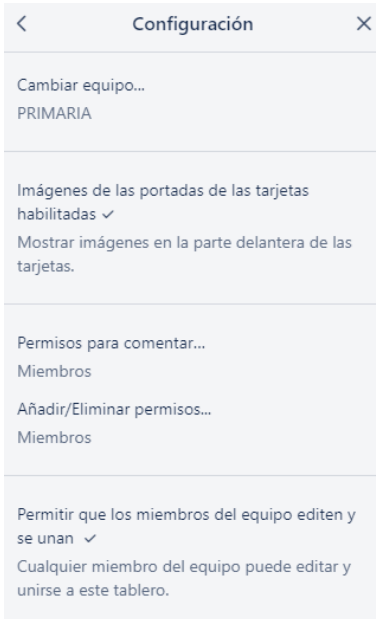 Configuración
Cambiar equipo...
PRIMARIA
Imágenes de las portadas de las tarjetas
habilitadas ✓
Mostrar imágenes en la parte delantera de las
tarjetas.
Permisos para comentar...
Miembros
Añadir/Eliminar permisos...
Miembros
Permitir que los miembros del equipo editen y
se unan ✓
Cualquier miembro del equipo puede editar y
unirse a este tablero.